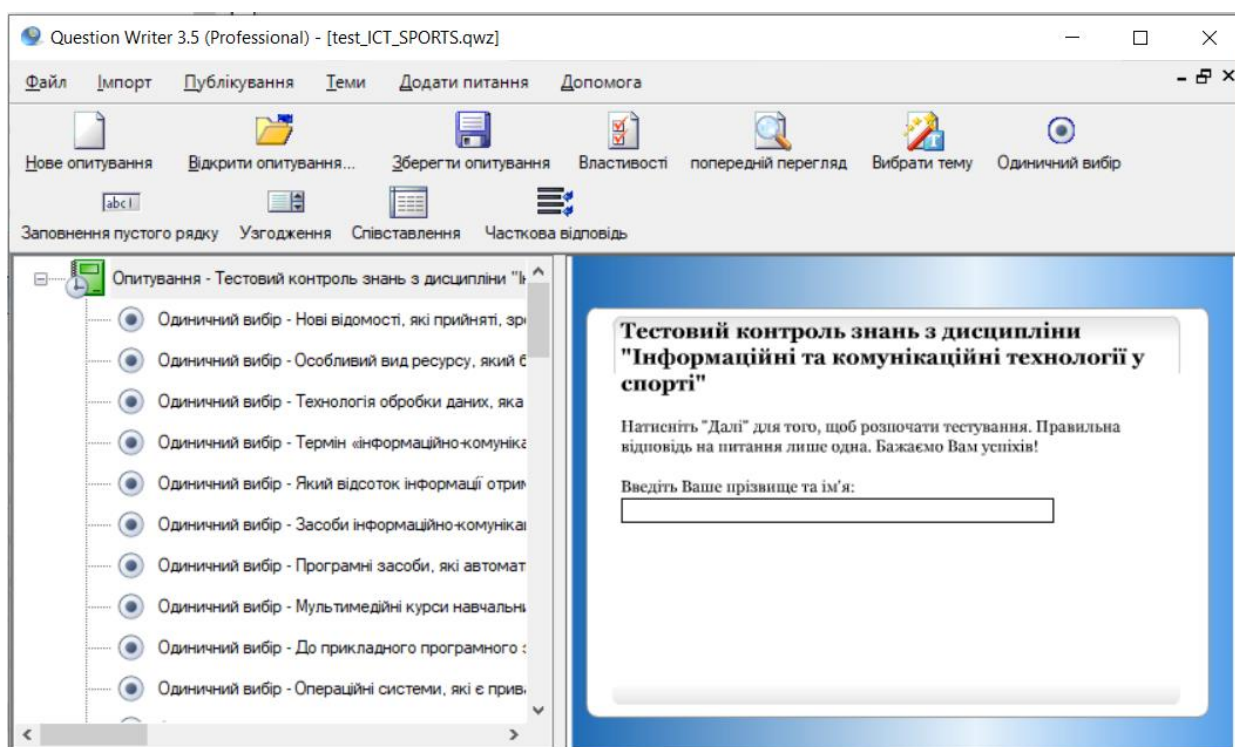 Question Writer 3.5 (Professional) - [test_ICT_SPORTS.qwz]
Файл Імпорт Публікування Теми Додати питання Допомога
Нове опитування Відкрити опитування... Зберегти опитування Властивості попередній перегляд Вибрати тему Одиничний вибір
abc
Заповнення пустого рядку Узгодження Співставлення Часткова відповідь
Опитування - Тестовий контроль знань з дисципліни
Одиничний вибір - Нові відомості, які прийняті,
Одиничний вибір - Особливий вид ресурсу, який
Одиничний вибір - Технологія обробки даних, яка
Одиничний вибір - Термін «інформаційно-комуніка
Одиничний вибір - Який відсоток інформації
Одиничний вибір - Засоби
Одиничний вибір - Програмні засоби, які автомат
Одиничний вибір - Мультимедійні курси
Одиничний вибір - До прикладного програмного
Одиничний вибір - Операційні системи, які є
Тестовий контроль знань з дисципліни
"Інформаційні та комунікаційні технології у
спорті"
Натисніть "Далі" для того, щоб розпочати тестування. Правильна
відповідь на питання лише одна. Бажаємо Вам успіхів!
Введіть Ваше прізвище та ім'я: